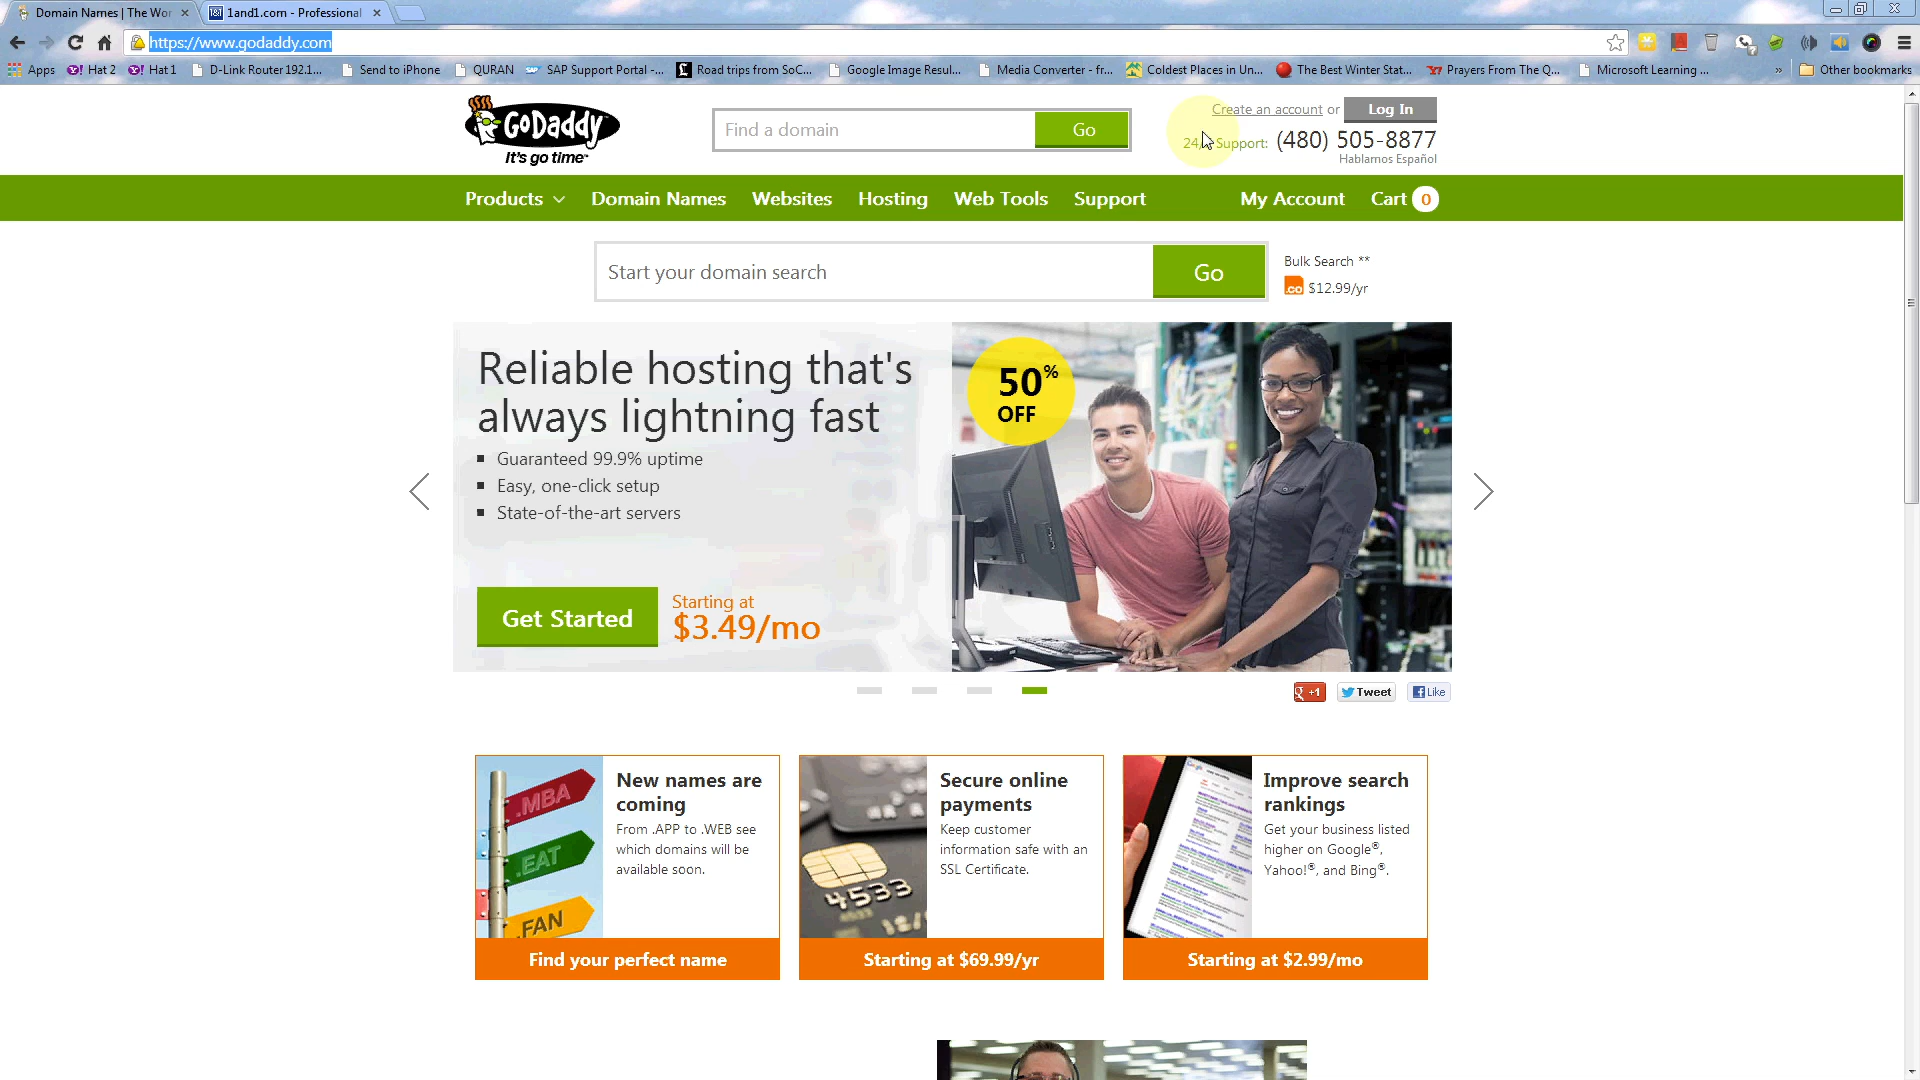 Domain Names | The Wor
1and1.com - Professional
https://www.godaddy.com
Apps
Hat 2
Hat 1
D-Link Router 192.1...
Send to iPhone
QURAN
SAP Support Portal -...
Road trips from SoC...
Google Image Resul...
Media Converter - fr...
Coldest Places in Un...
The Best Winter Stat...
Prayers From The Q...
Microsoft Learning ...
»
Other bookmarks
GoDaddy
It's go time™
Find a domain
Go
Create an account or
Log In
24/ Support: (480) 505-8877
Hablamos Español
Products
Domain Names
Websites
Hosting
Web Tools
Support
My Account
Cart 0
Start your domain search
Go
Bulk Search **
.co $12.99/yr
Reliable hosting that's
always lightning fast
Guaranteed 99.9% uptime
Easy, one-click setup
State-of-the-art servers
50%
OFF
Get Started
Starting at
$3.49/mo
+1
Tweet
Like
.MBA
.EAT
.FAN
New names are
coming
From .APP to .WEB see
which domains will be
available soon.
Find your perfect name
4533
Secure online
payments
Keep customer
information safe with an
SSL Certificate.
Starting at $69.99/yr
Improve search
rankings
Get your business listed
higher on Google®,
Yahoo!®, and Bing®.
Starting at $2.99/mo